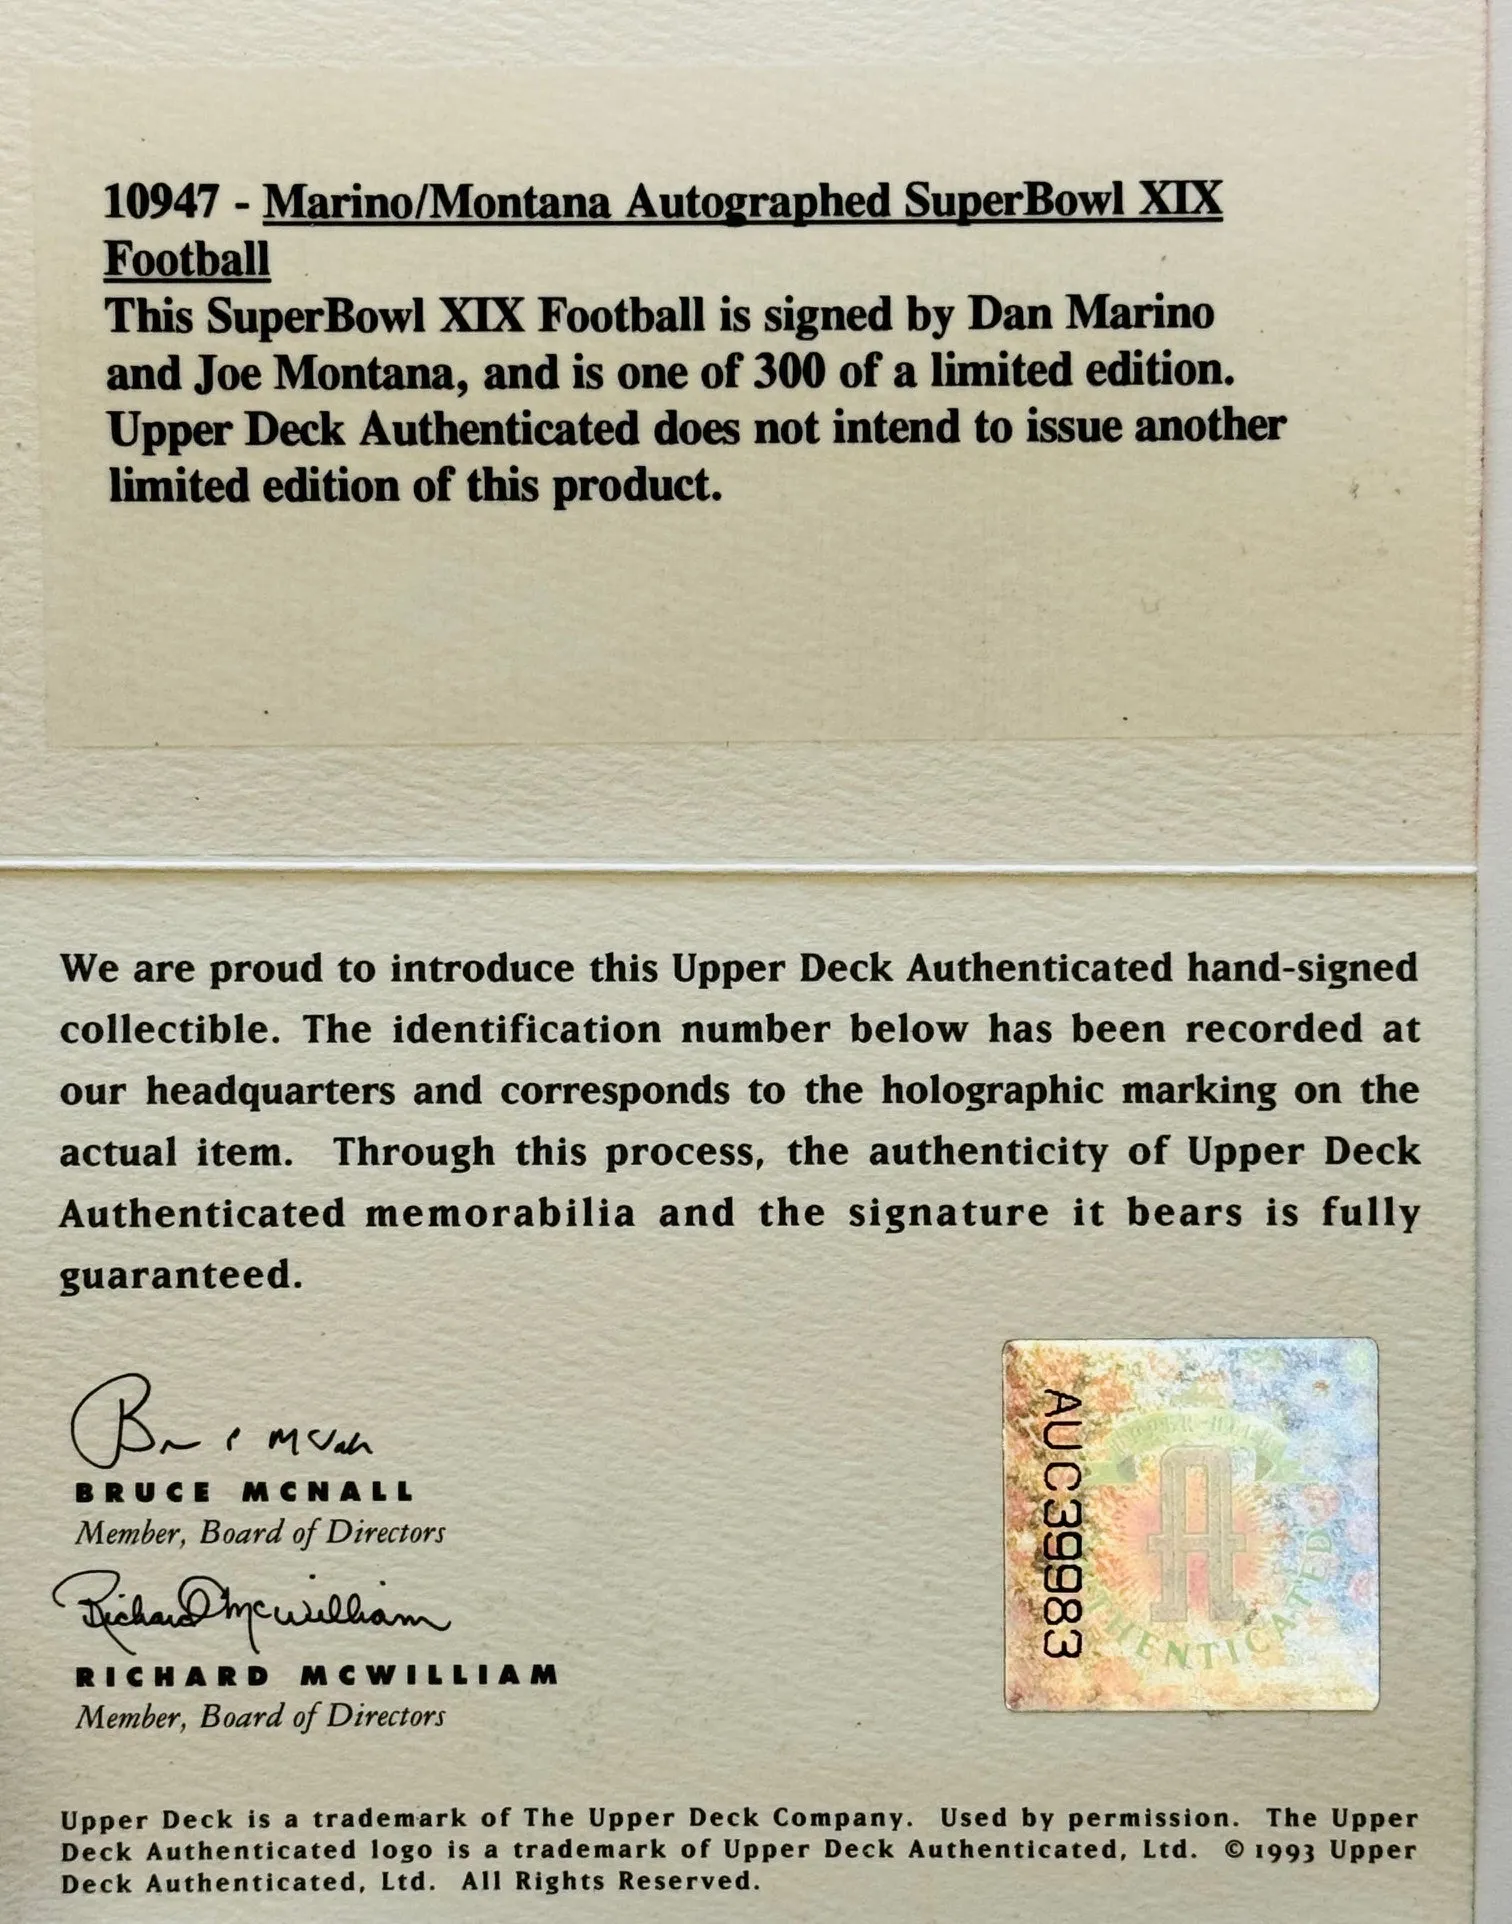 10947 - Marino/Montana Autographed SuperBowl XIX
Football
This SuperBowl XIX Football is signed by Dan Marino
and Joe Montana, and is one of 300 of a limited edition.
Upper Deck Authenticated does not intend to issue another
limited edition of this product.
We are proud to introduce this Upper Deck Authenticated hand-signed
collectible. The identification number below has been recorded at
our headquarters and corresponds to the holographic marking on the
actual item. Through this process, the authenticity of Upper Deck
Authenticated memorabilia and the signature it bears is fully
guaranteed.
BRUCE MCNALL
Member, Board of Directors
Richard McWilliam
RICHARD MCWILLIAM
Member, Board of Directors
AUC39983
A
Upper Deck is a trademark of The Upper Deck Company. Used by permission. The Upper
Deck Authenticated logo is a trademark of Upper Deck Authenticated, Ltd. © 1993 Upper
Deck Authenticated, Ltd. All Rights Reserved.